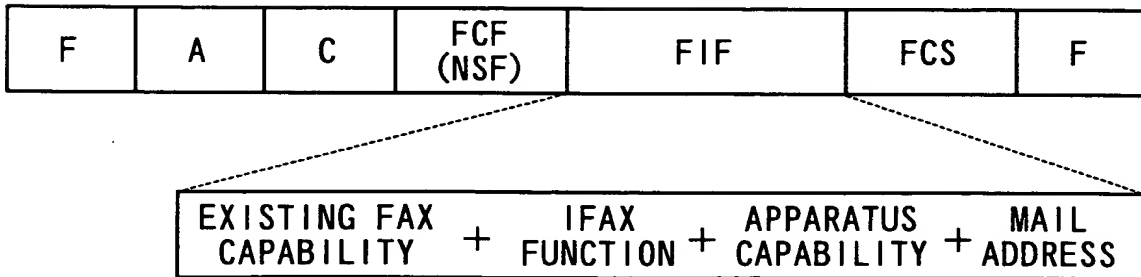 F A C FCF (NSF) FIF FCS F
EXISTING FAX CAPABILITY + IFAX FUNCTION + APPARATUS CAPABILITY + MAIL ADDRESS